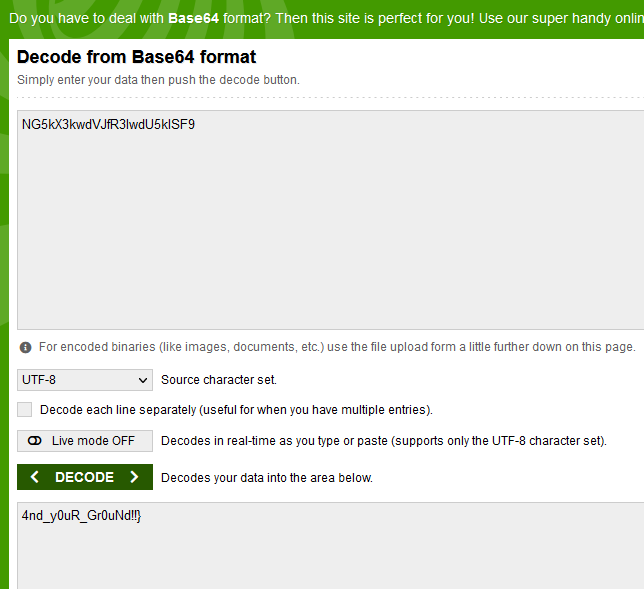 Do you have to deal with Base64 format? Then this site is perfect for you! Use our super handy onlin
Decode from Base64 format
Simply enter your data then push the decode button.
NG5kX3kwdVJfR3IwdU5kISF9
For encoded binaries (like images, documents, etc.) use the file upload form a little further down on this page.
UTF-8 Source character set.
Decode each line separately (useful for when you have multiple entries).
Live mode OFF Decodes in real-time as you type or paste (supports only the UTF-8 character set).
DECODE Decodes your data into the area below.
4nd_y0uR_Gr0uNd!!}